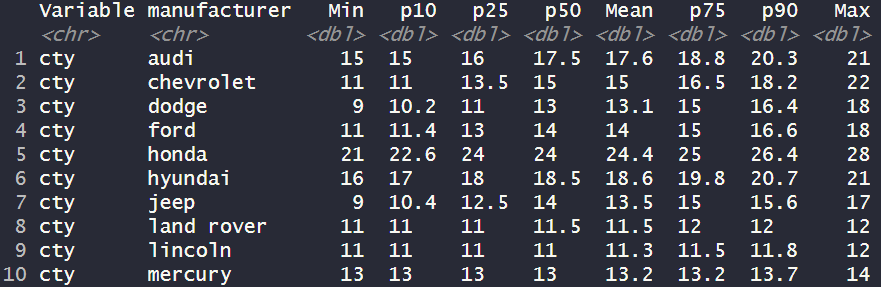 Variable manufacturer Min p10 p25 p50 Mean p75 p90 Max
<chr> <chr> <dbl> <dbl> <dbl> <dbl> <dbl> <dbl> <dbl> <dbl>
1 cty audi 15 15 16 17.5 17.6 18.8 20.3 21
2 cty chevrolet 11 11 13.5 15 15 16.5 18.2 22
3 cty dodge 9 10.2 11 13 13.1 15 16.4 18
4 cty ford 11 11.4 13 14 14 15 16.6 18
5 cty honda 21 22.6 24 24 24.4 25 26.4 28
6 cty hyundai 16 17 18 18.5 18.6 19.8 20.7 21
7 cty jeep 9 10.4 12.5 14 13.5 15 15.6 17
8 cty land rover 11 11 11 11.5 11.5 12 12 12
9 cty lincoln 11 11 11 11 11.3 11.5 11.8 12
10 cty mercury 13 13 13 13 13.2 13.2 13.7 14